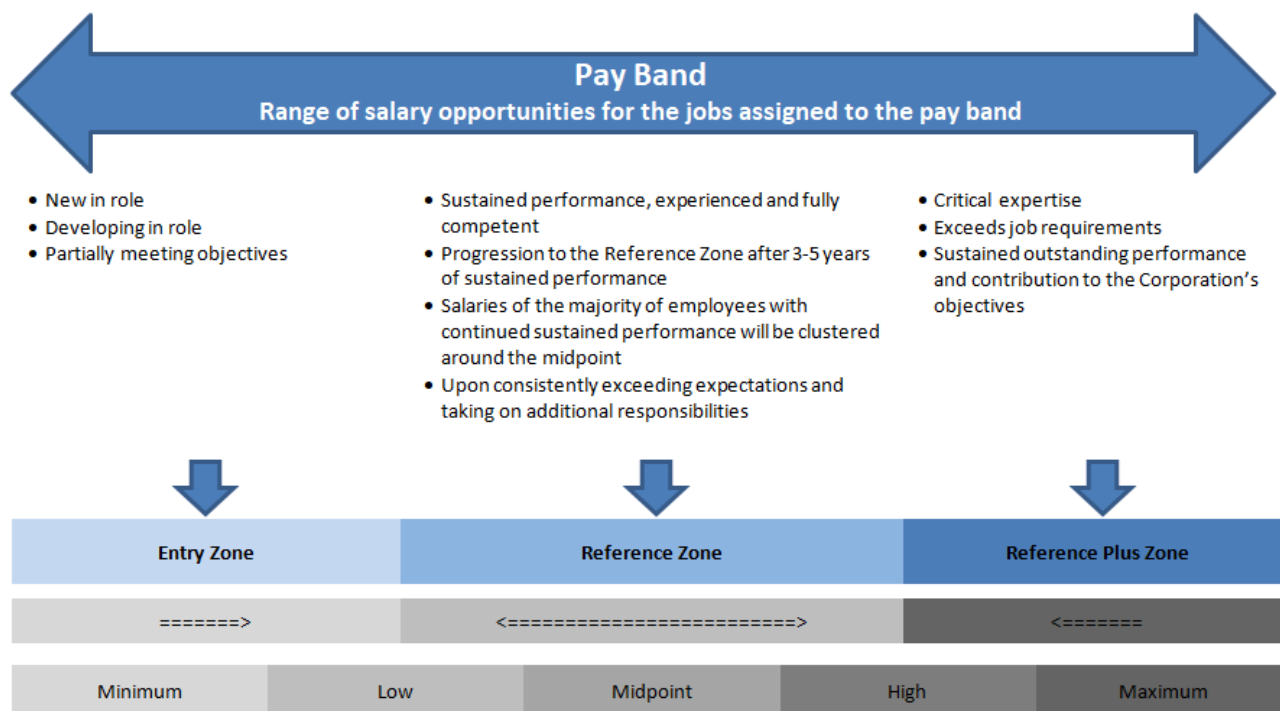 Pay Band
Range of salary opportunities for the jobs assigned to the pay band
• New in role
• Developing in role
• Partially meeting objectives
• Sustained performance, experienced and fully
competent
• Progression to the Reference Zone after 3-5 years
of sustained performance
• Salaries of the majority of employees with
continued sustained performance will be clustered
around the midpoint
• Upon consistently exceeding expectations and
taking on additional responsibilities
• Critical expertise
• Exceeds job requirements
• Sustained outstanding performance
and contribution to the Corporation's
objectives
Entry Zone
Reference Zone
Reference Plus Zone
=======>
<=========================>
<=======
Minimum
Low
Midpoint
High
Maximum